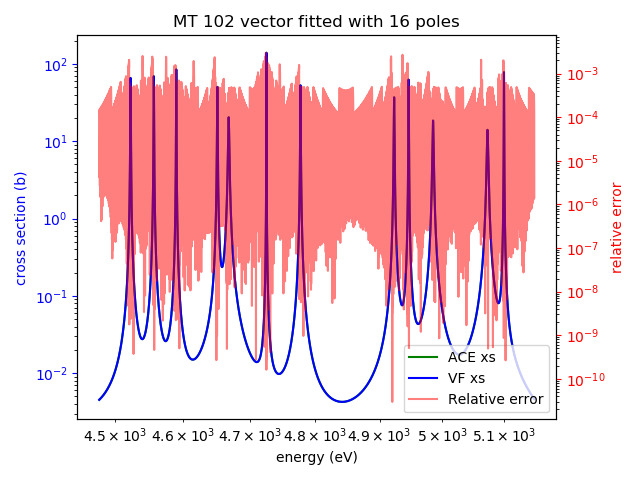 MT 102 vector fitted with 16 poles
cross section (b)
10²
10¹
10⁰
10⁻¹
10⁻²
10⁻³
10⁻⁴
10⁻⁵
10⁻⁶
10⁻⁷
10⁻⁸
10⁻⁹
10⁻¹⁰
relative error
ACE xs
VF xs
Relative error
4.5 × 10³ 4.6 × 10³ 4.7 × 10³ 4.8 × 10³ 4.9 × 10³ 5 × 10³ 5.1 × 10³
energy (eV)